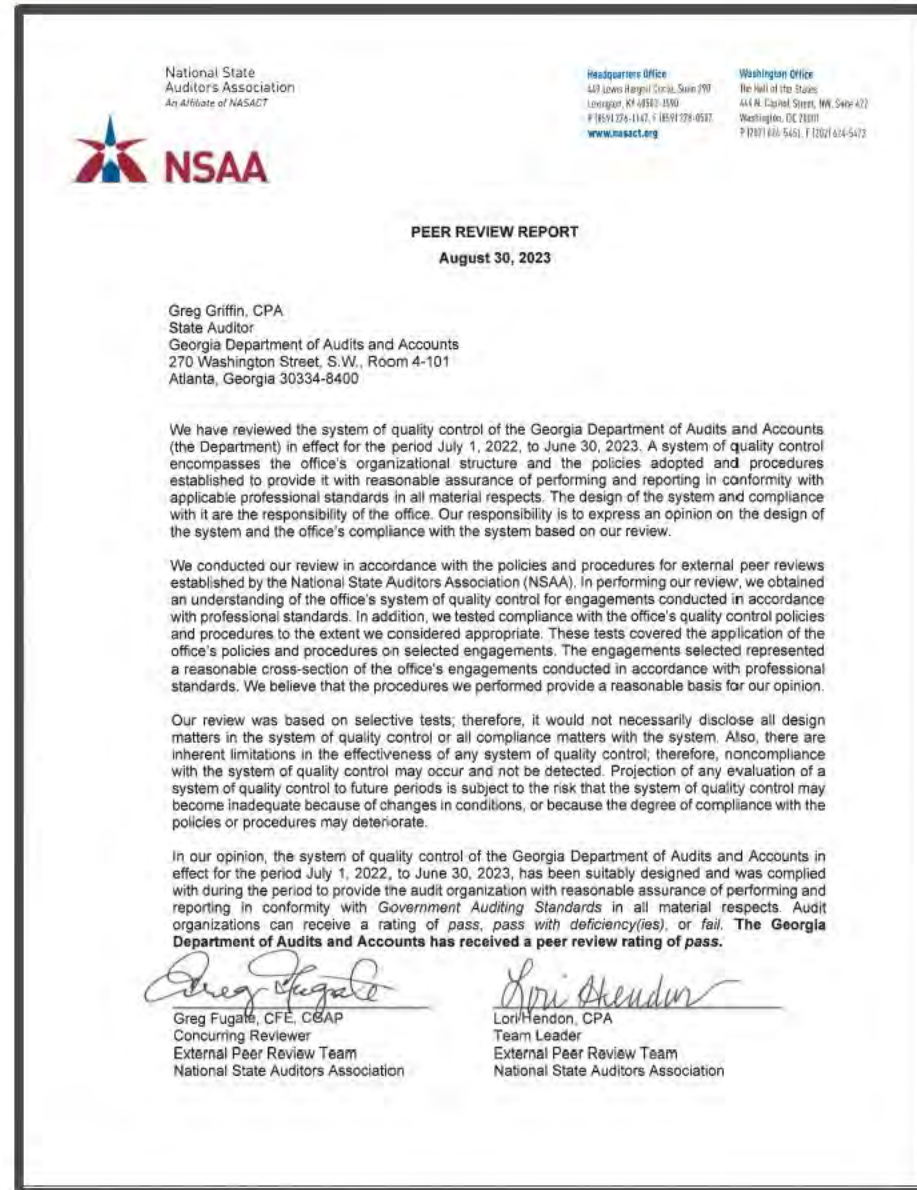 National State
Auditors Association
An Affiliate of NASACT
NSAA
Headquarters Office
www.nasact.org
Washington Office
The Hall of the States
444 N. Capitol Street, NW, Suite 422
Washington, DC 20001
PEER REVIEW REPORT
August 30, 2023
Greg Griffin, CPA
State Auditor
Georgia Department of Audits and Accounts
270 Washington Street, S.W., Room 4-101
Atlanta, Georgia 30334-8400
We have reviewed the system of quality control of the Georgia Department of Audits and Accounts
(the Department) in effect for the period July 1, 2022, to June 30, 2023. A system of quality control
encompasses the office's organizational structure and the policies adopted and procedures
established to provide it with reasonable assurance of performing and reporting in conformity with
applicable professional standards in all material respects. The design of the system and compliance
with it are the responsibility of the office. Our responsibility is to express an opinion on the design of
the system and the office's compliance with the system based on our review.
We conducted our review in accordance with the policies and procedures for external peer reviews
established by the National State Auditors Association (NSAA). In performing our review, we obtained
an understanding of the office's system of quality control for engagements conducted in accordance
with professional standards. In addition, we tested compliance with the office's quality control policies
and procedures to the extent we considered appropriate. These tests covered the application of the
office's policies and procedures on selected engagements. The engagements selected represented
a reasonable cross-section of the office's engagements conducted in accordance with professional
standards. We believe that the procedures we performed provide a reasonable basis for our opinion.
Our review was based on selective tests; therefore, it would not necessarily disclose all design
matters in the system of quality control or all compliance matters with the system. Also, there are
inherent limitations in the effectiveness of any system of quality control; therefore, noncompliance
with the system of quality control may occur and not be detected. Projection of any evaluation of a
system of quality control to future periods is subject to the risk that the system of quality control may
become inadequate because of changes in conditions, or because the degree of compliance with the
policies or procedures may deteriorate.
In our opinion, the system of quality control of the Georgia Department of Audits and Accounts in
effect for the period July 1, 2022, to June 30, 2023, has been suitably designed and was complied
with during the period to provide the audit organization with reasonable assurance of performing and
reporting in conformity with Government Auditing Standards in all material respects. Audit
organizations can receive a rating of pass, pass with deficiency(ies), or fail. The Georgia
Department of Audits and Accounts has received a peer review rating of pass.
Greg Fugate
Lori Hendon
Greg Fugate, CFE, CGAP
Concurring Reviewer
External Peer Review Team
National State Auditors Association
Lori Hendon, CPA
Team Leader
External Peer Review Team
National State Auditors Association